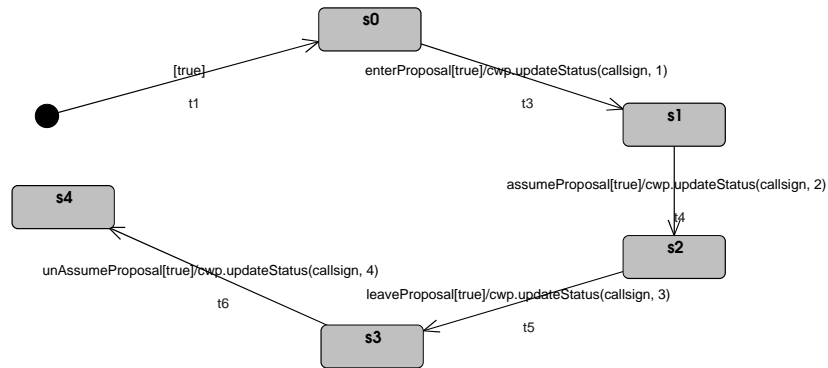 s0
[true]
enterProposal[true]/cwp.updateStatus(callsign, 1)
t1
t3
s1
assumeProposal[true]/cwp.updateStatus(callsign, 2)
s4
t4
s2
unAssumeProposal[true]/cwp.updateStatus(callsign, 4)
leaveProposal[true]/cwp.updateStatus(callsign, 3)
t6
t5
s3